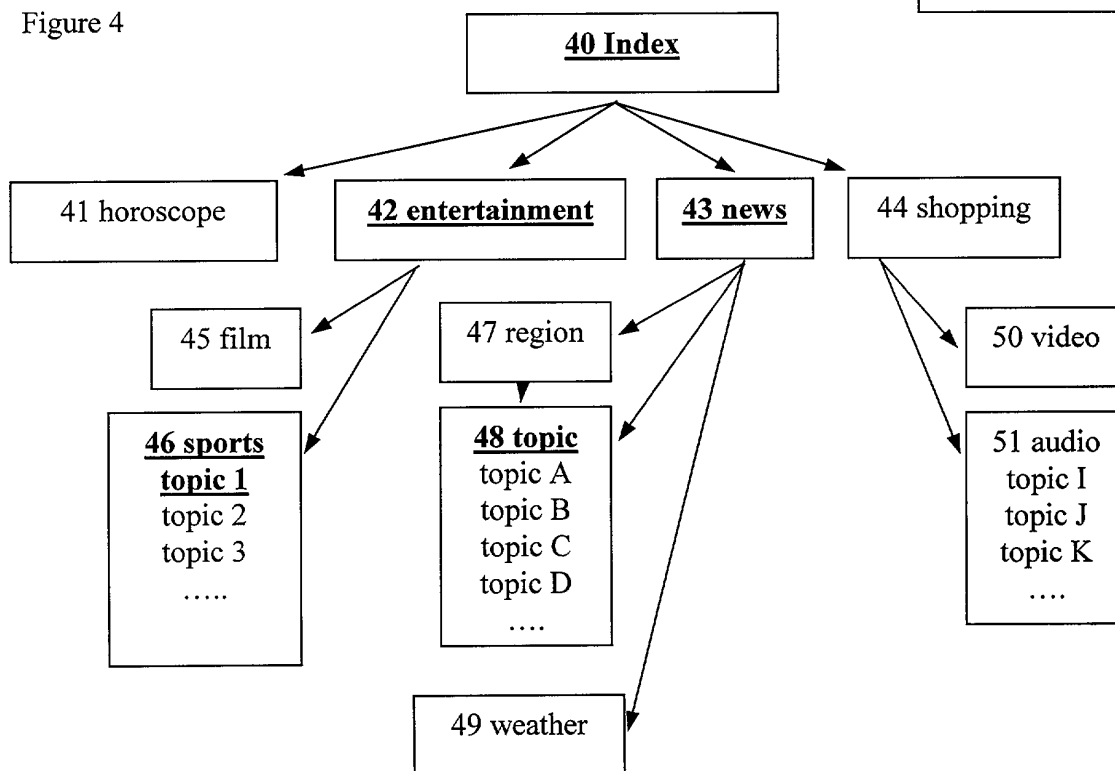 Figure 4
40 Index
41 horoscope
42 entertainment
43 news
44 shopping
45 film
47 region
50 video
46 sports
topic 1
topic 2
topic 3
.....
48 topic
topic A
topic B
topic C
topic D
....
51 audio
topic I
topic J
topic K
....
49 weather